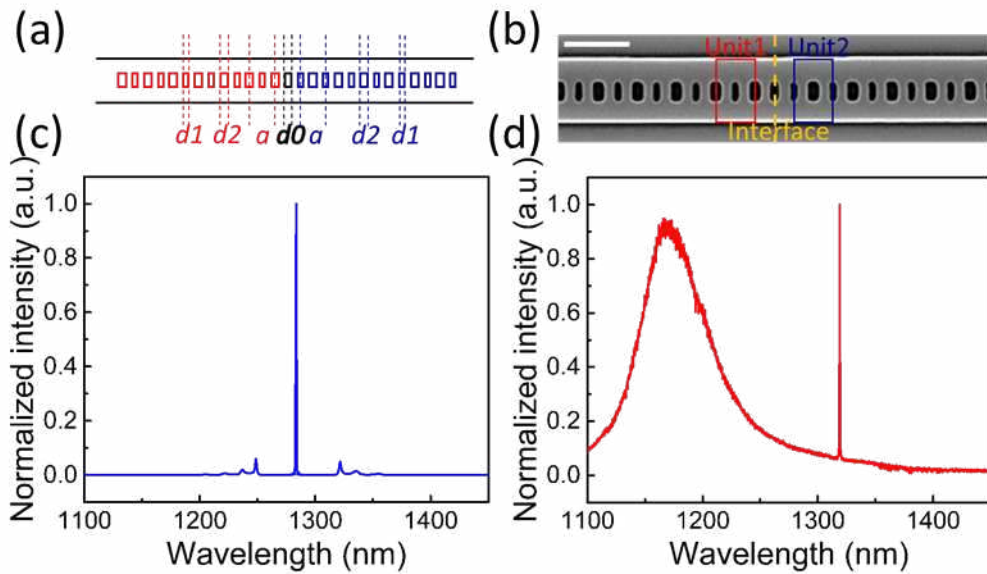 (a)
d1 d2 a d0 a d2 d1
(b)
Unit1 Unit2
Interface
(c)
Normalized intensity (a.u.)
1.0
0.8
0.6
0.4
0.2
0.0
1100 1200 1300 1400
Wavelength (nm)
(d)
Normalized intensity (a.u.)
1.0
0.8
0.6
0.4
0.2
0.0
1100 1200 1300 1400
Wavelength (nm)